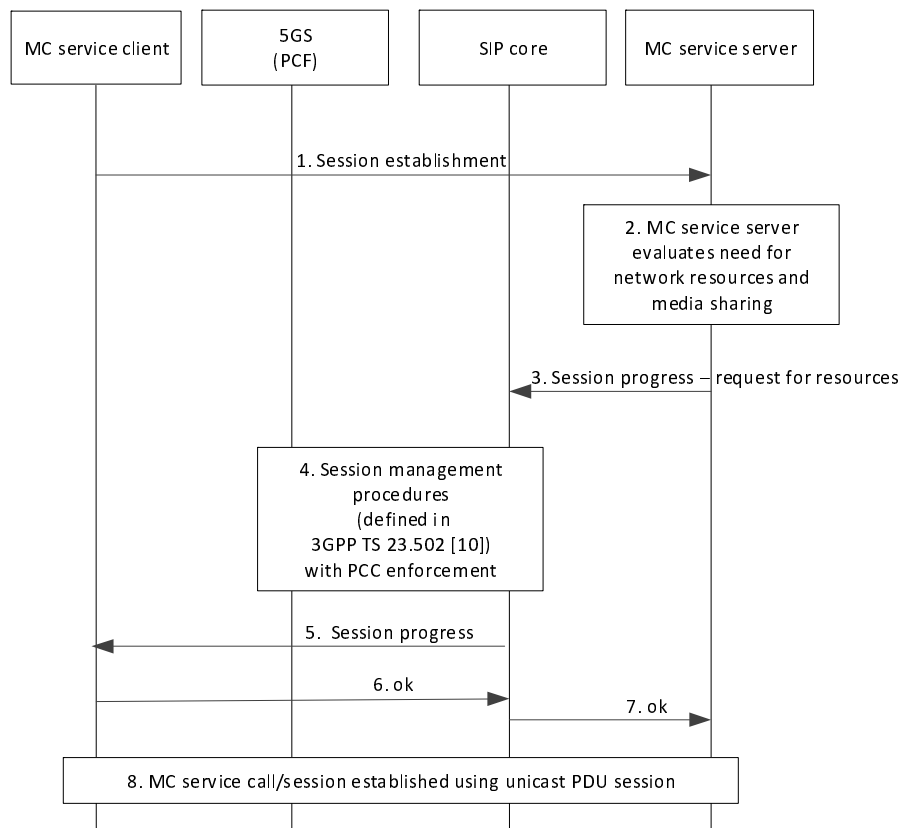 MC service client
5GS
(PCF)
SIP core
MC service server
1. Session establishment
2. MC service server
evaluates need for
network resources and
media sharing
3. Session progress – request for resources
4. Session management
procedures
(defined in
3GPP TS 23.502 [10])
with PCC enforcement
5. Session progress
6. ok
7. ok
8. MC service call/session established using unicast PDU session